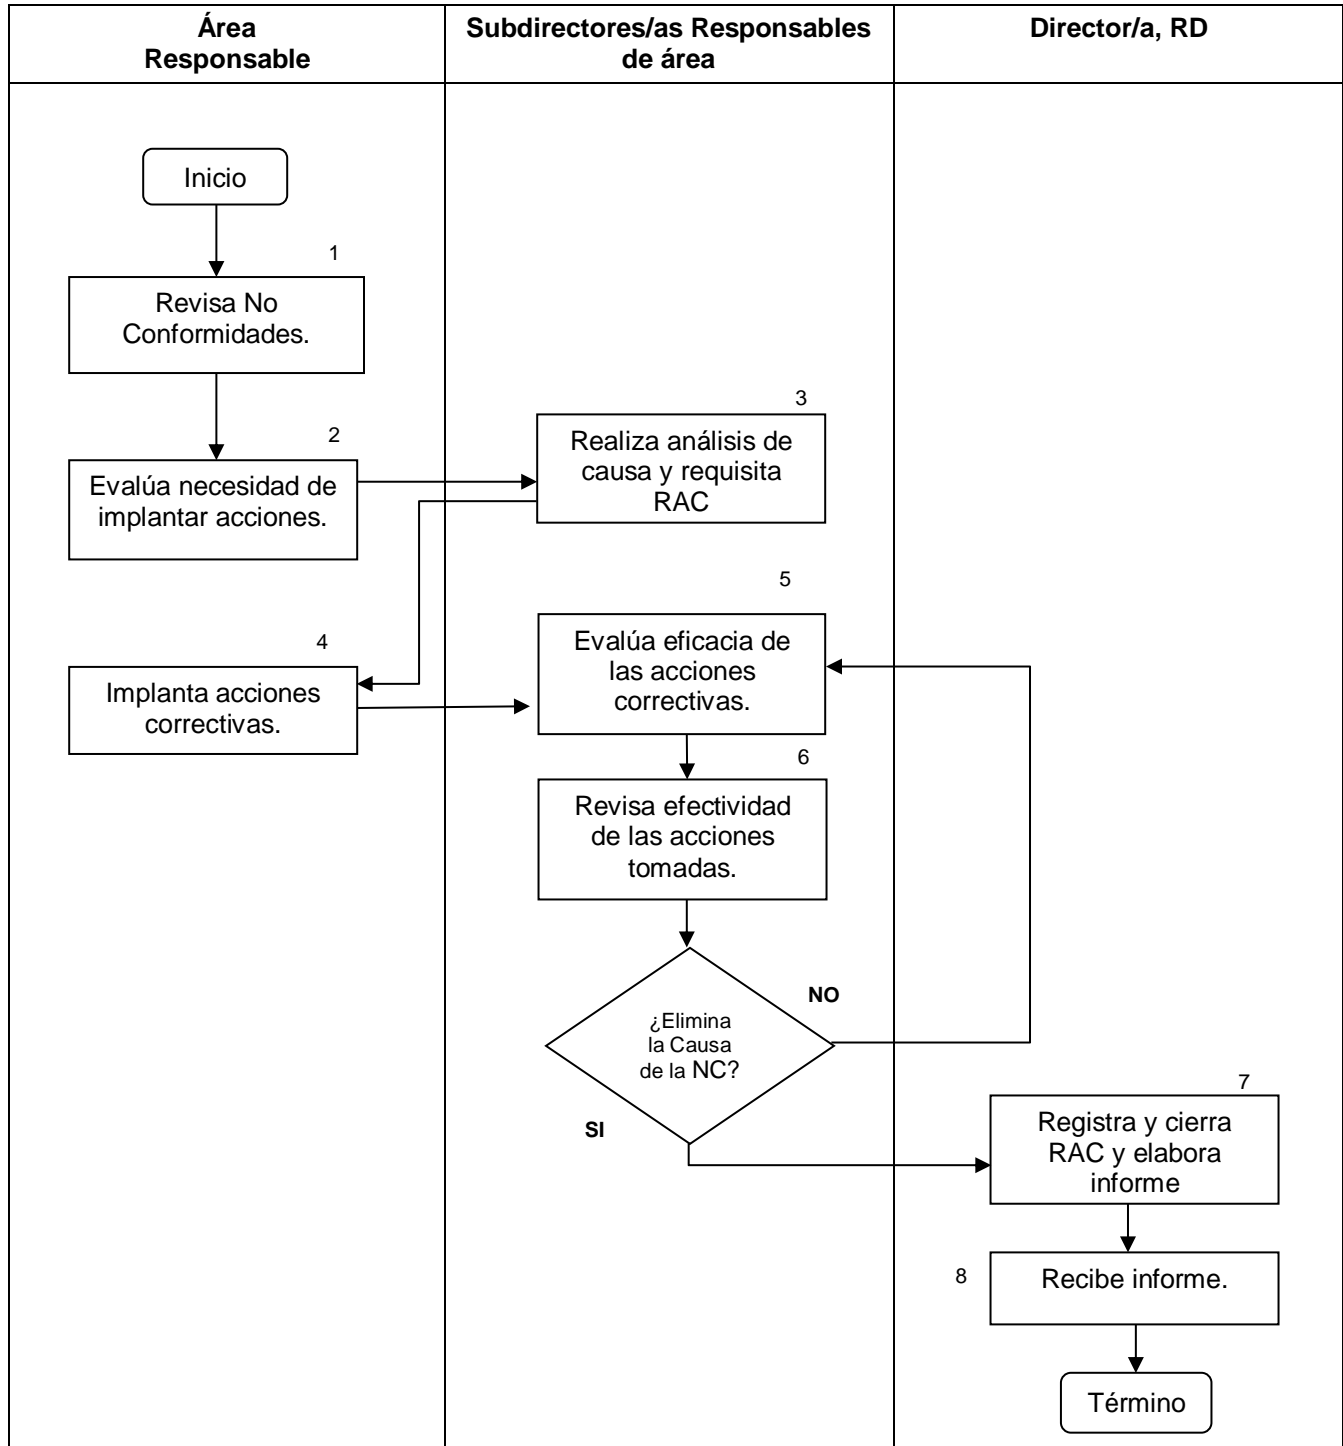 Área
Responsable
Subdirectores/as Responsables
de área
Director/a, RD
Inicio
1
Revisa No
Conformidades.
2
Evalúa necesidad de
implantar acciones.
3
Realiza análisis de
causa y requisita
RAC
4
Implanta acciones
correctivas.
5
Evalúa eficacia de
las acciones
correctivas.
6
Revisa efectividad
de las acciones
tomadas.
¿Elimina
la Causa
de la NC?
NO
SI
7
Registra y cierra
RAC y elabora
informe
8
Recibe informe.
Término